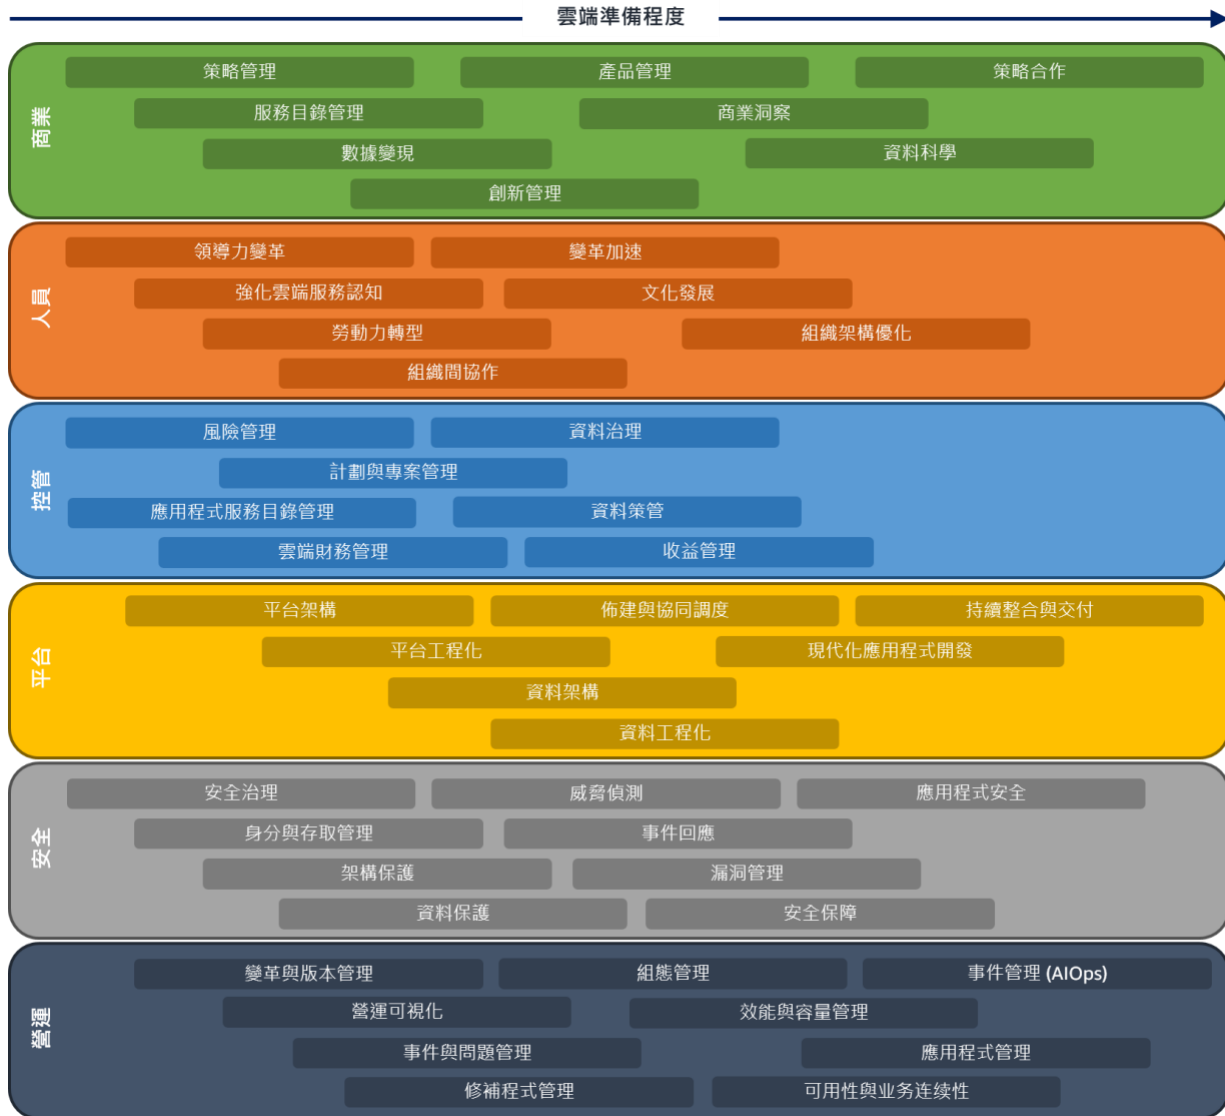 雲端準備程度
商業
策略管理
產品管理
策略合作
服務目錄管理
商業洞察
數據變現
資料科學
創新管理
人員
領導力變革
變革加速
強化雲端服務認知
文化發展
勞動力轉型
組織架構優化
組織間協作
控管
風險管理
資料治理
計劃與專案管理
應用程式服務目錄管理
資料策管
雲端財務管理
收益管理
平台
平台架構
佈建與協同調度
持續整合與交付
平台工程化
現代化應用程式開發
資料架構
資料工程化
安全
安全治理
威脅偵測
應用程式安全
身分與存取管理
事件回應
架構保護
漏洞管理
資料保護
安全保障
營運
變革與版本管理
組態管理
事件管理 (AIOps)
營運可視化
效能與容量管理
事件與問題管理
應用程式管理
修補程式管理
可用性與业务连续性